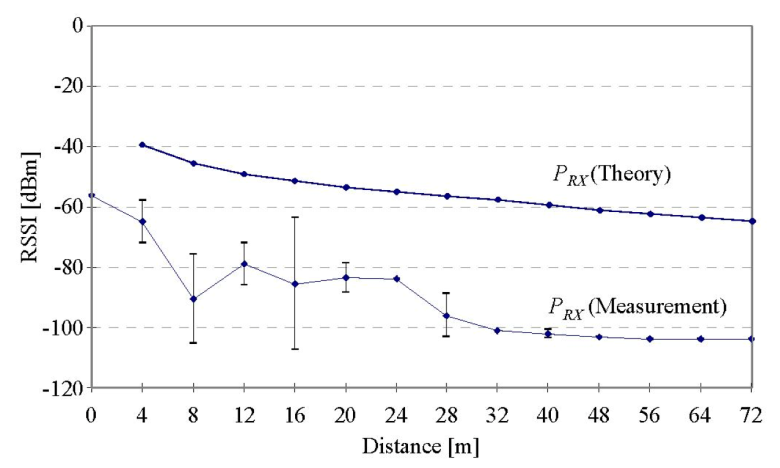 0
-20
-40
-60
-80
-100
-120
RSSI [dBm]
P_RX (Theory)
P_RX (Measurement)
0 4 8 12 16 20 24 28 32 40 48 56 64 72
Distance [m]